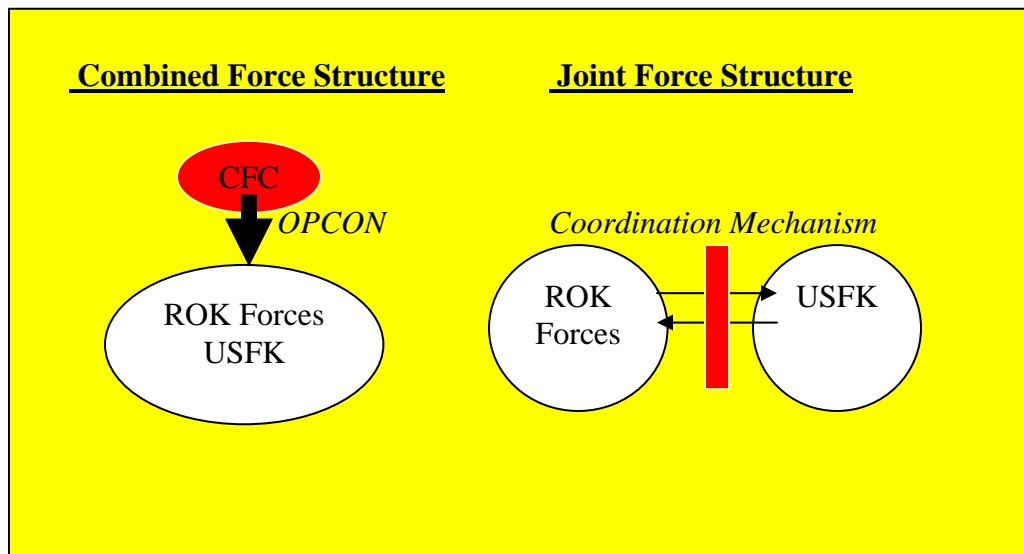 Combined Force Structure
Joint Force Structure
CFC
OPCON
ROK Forces
USFK
Coordination Mechanism
ROK
Forces
USFK